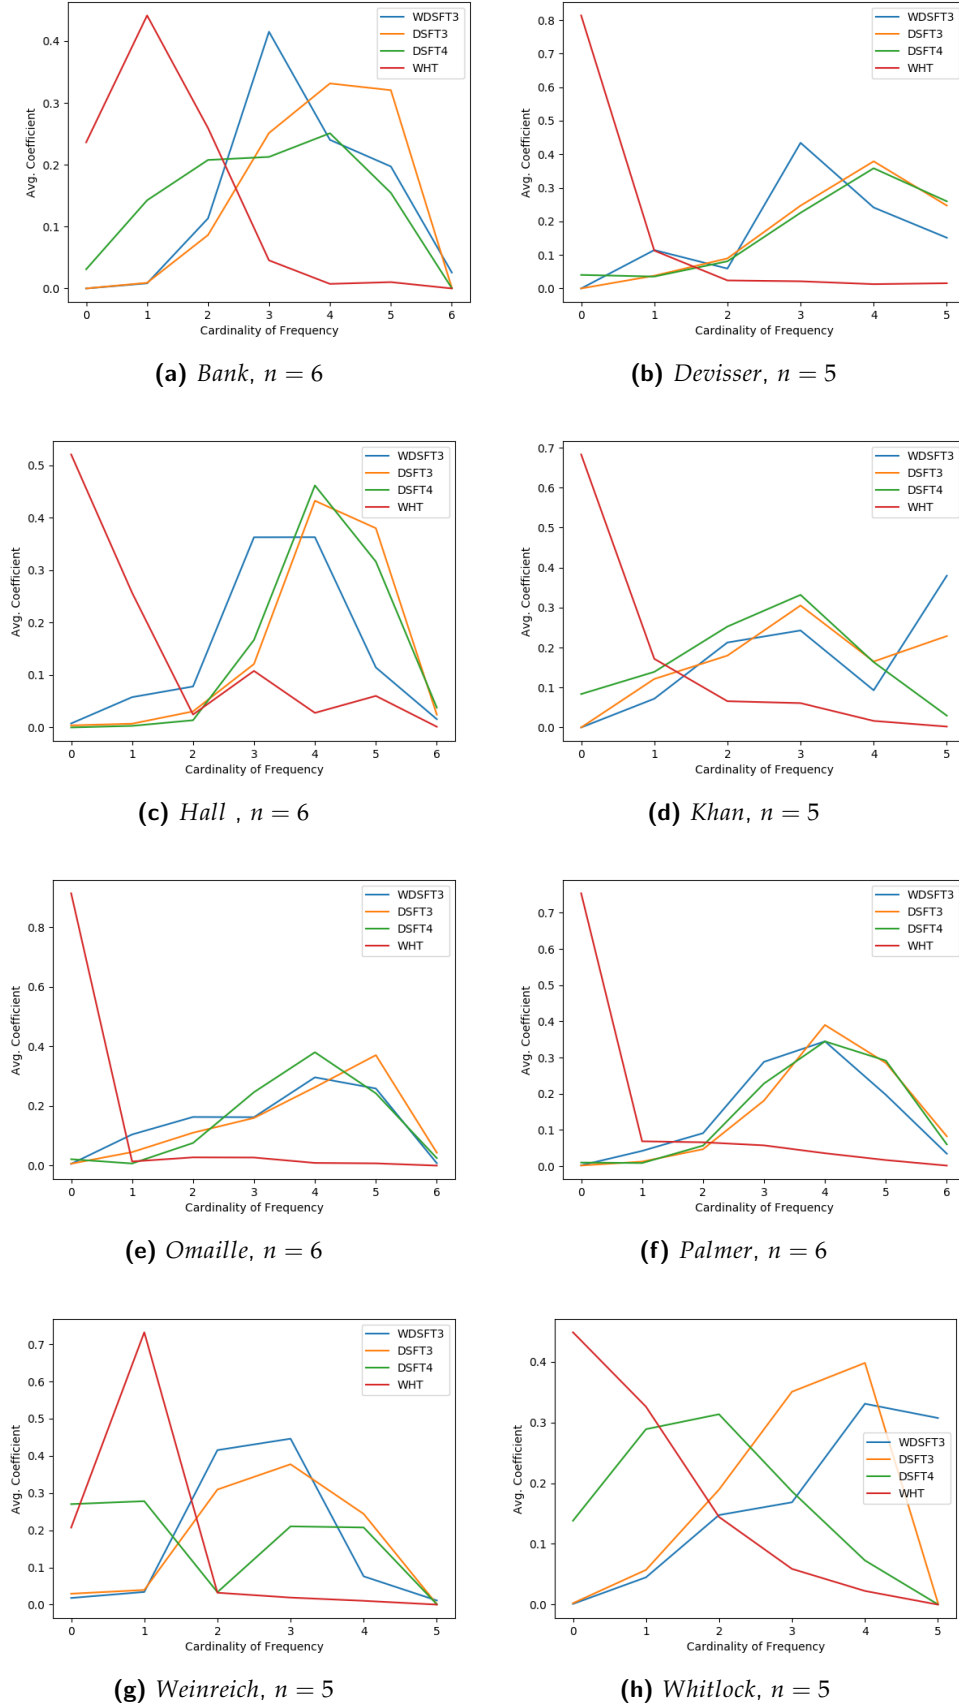 WDSFT3
DSFT3
DSFT4
WHT
0.4
0.3
0.2
0.1
0.0
Avg. Coefficient
0 1 2 3 4 5 6
Cardinality of Frequency
(a) Bank, n = 6
WDSFT3
DSFT3
DSFT4
WHT
0.8
0.7
0.6
0.5
0.4
0.3
0.2
0.1
0.0
Avg. Coefficient
0 1 2 3 4 5
Cardinality of Frequency
(b) Devisser, n = 5
WDSFT3
DSFT3
DSFT4
WHT
0.5
0.4
0.3
0.2
0.1
0.0
Avg. Coefficient
0 1 2 3 4 5 6
Cardinality of Frequency
(c) Hall , n = 6
WDSFT3
DSFT3
DSFT4
WHT
0.7
0.6
0.5
0.4
0.3
0.2
0.1
0.0
Avg. Coefficient
0 1 2 3 4 5
Cardinality of Frequency
(d) Khan, n = 5
WDSFT3
DSFT3
DSFT4
WHT
0.8
0.6
0.4
0.2
0.0
Avg. Coefficient
0 1 2 3 4 5 6
Cardinality of Frequency
(e) Omaille, n = 6
WDSFT3
DSFT3
DSFT4
WHT
0.7
0.6
0.5
0.4
0.3
0.2
0.1
0.0
Avg. Coefficient
0 1 2 3 4 5 6
Cardinality of Frequency
(f) Palmer, n = 6
WDSFT3
DSFT3
DSFT4
WHT
0.7
0.6
0.5
0.4
0.3
0.2
0.1
0.0
Avg. Coefficient
0 1 2 3 4 5
Cardinality of Frequency
(g) Weinreich, n = 5
WDSFT3
DSFT3
DSFT4
WHT
0.4
0.3
0.2
0.1
0.0
Avg. Coefficient
0 1 2 3 4 5
Cardinality of Frequency
(h) Whitlock, n = 5